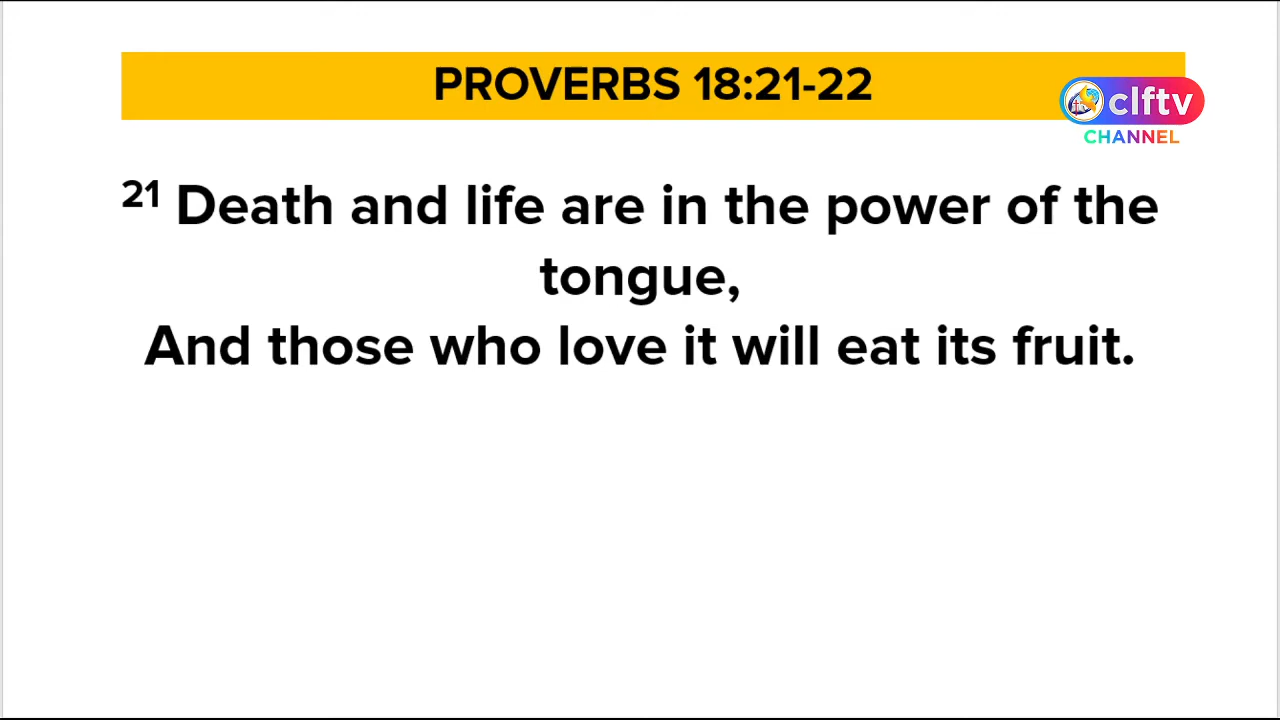 PROVERBS 18:21-22
clftv
CHANNEL
21 Death and life are in the power of the
tongue,
And those who love it will eat its fruit.